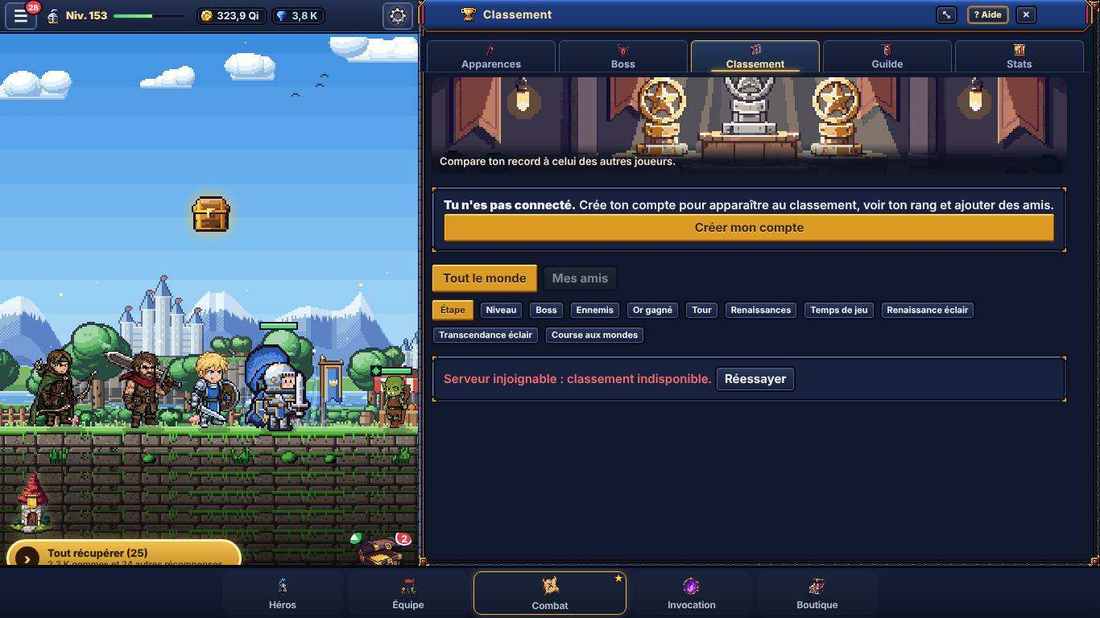 28
Niv. 153
323,9 Qi
3,8 K
Classement
? Aide
Apparences
Boss
Classement
Guilde
Stats
Compare ton record à celui des autres joueurs.
Tu n'es pas connecté. Crée ton compte pour apparaître au classement, voir ton rang et ajouter des amis.
Créer mon compte
Tout le monde
Mes amis
Étape
Niveau
Boss
Ennemis
Or gagné
Tour
Renaissances
Temps de jeu
Renaissance éclair
Transcendance éclair
Course aux mondes
Serveur injoignable : classement indisponible.
Réessayer
Tout récupérer (25)
2
Héros
Équipe
Combat
Invocation
Boutique